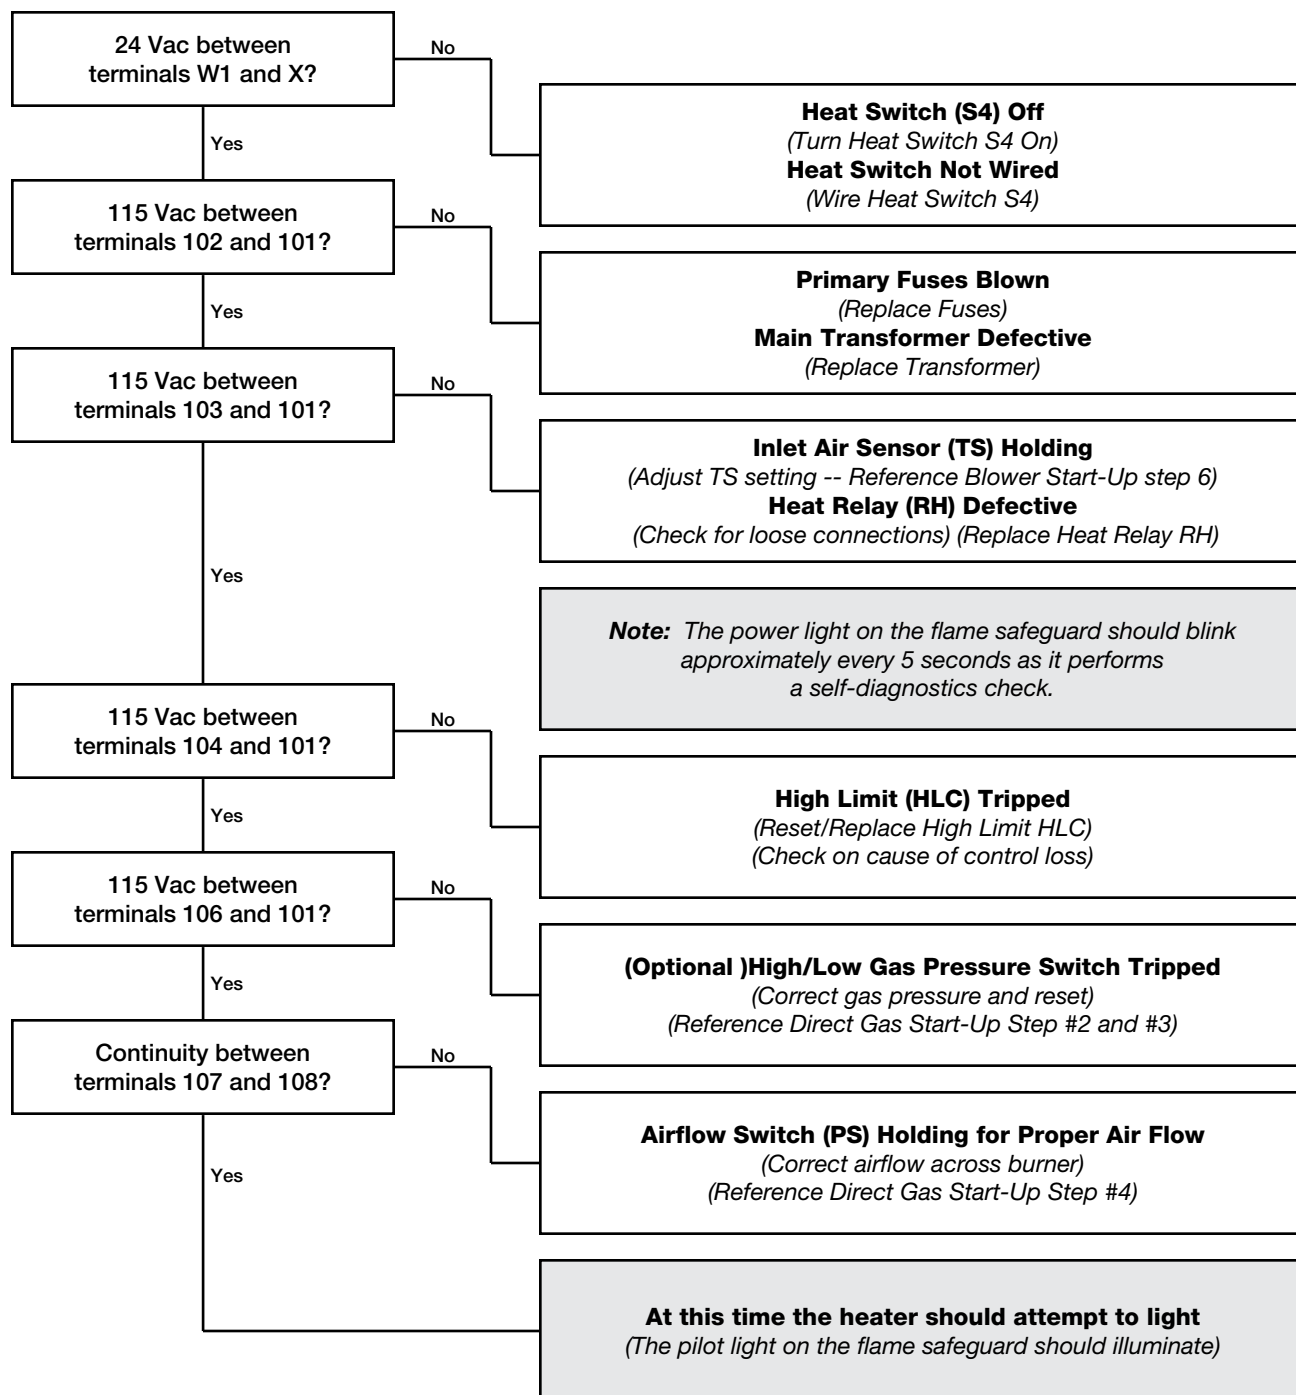 24 Vac between
terminals W1 and X?
No
Yes
Heat Switch (S4) Off
(Turn Heat Switch S4 On)
Heat Switch Not Wired
(Wire Heat Switch S4)
115 Vac between
terminals 102 and 101?
No
Yes
Primary Fuses Blown
(Replace Fuses)
Main Transformer Defective
(Replace Transformer)
115 Vac between
terminals 103 and 101?
No
Yes
Inlet Air Sensor (TS) Holding
(Adjust TS setting -- Reference Blower Start-Up step 6)
Heat Relay (RH) Defective
(Check for loose connections) (Replace Heat Relay RH)
Note: The power light on the flame safeguard should blink
approximately every 5 seconds as it performs
a self-diagnostics check.
115 Vac between
terminals 104 and 101?
No
Yes
High Limit (HLC) Tripped
(Reset/Replace High Limit HLC)
(Check on cause of control loss)
115 Vac between
terminals 106 and 101?
No
Yes
(Optional )High/Low Gas Pressure Switch Tripped
(Correct gas pressure and reset)
(Reference Direct Gas Start-Up Step #2 and #3)
Continuity between
terminals 107 and 108?
No
Yes
Airflow Switch (PS) Holding for Proper Air Flow
(Correct airflow across burner)
(Reference Direct Gas Start-Up Step #4)
At this time the heater should attempt to light
(The pilot light on the flame safeguard should illuminate)